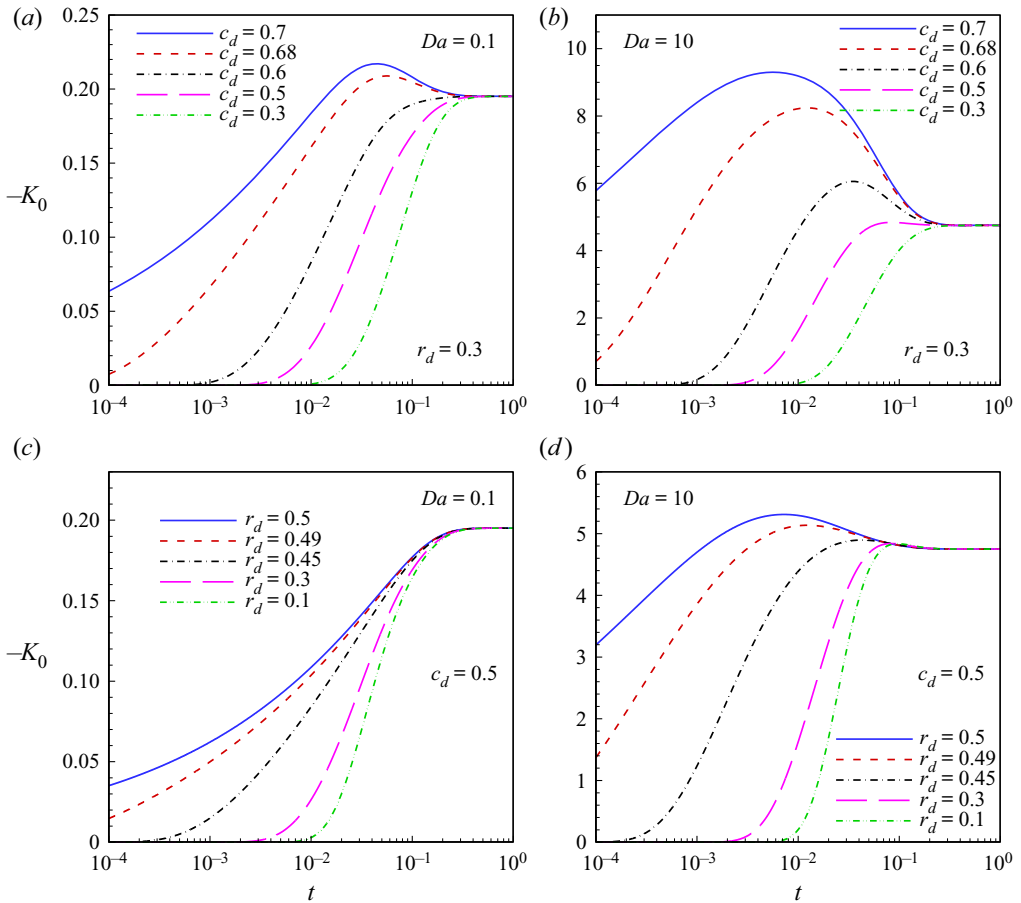 (a)
0.25
c_d = 0.7
c_d = 0.68
c_d = 0.6
c_d = 0.5
c_d = 0.3
Da = 0.1
0.20
0.15
–K_0
0.10
0.05
r_d = 0.3
0
10^–4 10^–3 10^–2 10^–1 10^0
(b)
10
Da = 10
c_d = 0.7
c_d = 0.68
c_d = 0.6
c_d = 0.5
c_d = 0.3
8
6
4
2
r_d = 0.3
0
10^–4 10^–3 10^–2 10^–1 10^0
(c)
Da = 0.1
0.20
r_d = 0.5
r_d = 0.49
r_d = 0.45
r_d = 0.3
r_d = 0.1
0.15
–K_0
0.10
c_d = 0.5
0.05
0
10^–4 10^–3 10^–2 10^–1 10^0
t
(d)
6
Da = 10
5
4
3
c_d = 0.5
2
r_d = 0.5
r_d = 0.49
r_d = 0.45
r_d = 0.3
r_d = 0.1
1
0
10^–4 10^–3 10^–2 10^–1 10^0
t